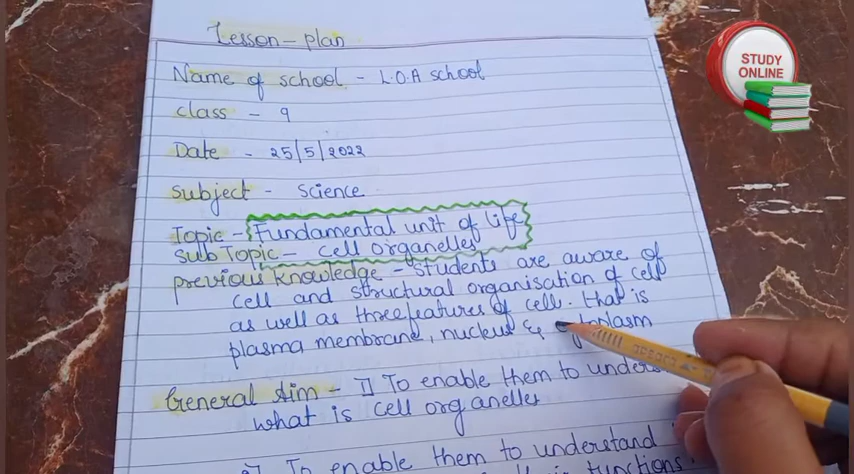 Lesson-plan
Name of school - L.O.A school
class - 9
Date - 25/5/2022
subject - science
Topic - Fundamental unit of life
sub Topic - cell organelles
previous knowledge - students are aware of
cell and structural organisation of cell
as well as three features of cell. that is
plasma membrane, nucleus &
General Aim - 1] To enable them to
what is cell organelles
To enable them to understand
their functions.
STUDY
ONLINE